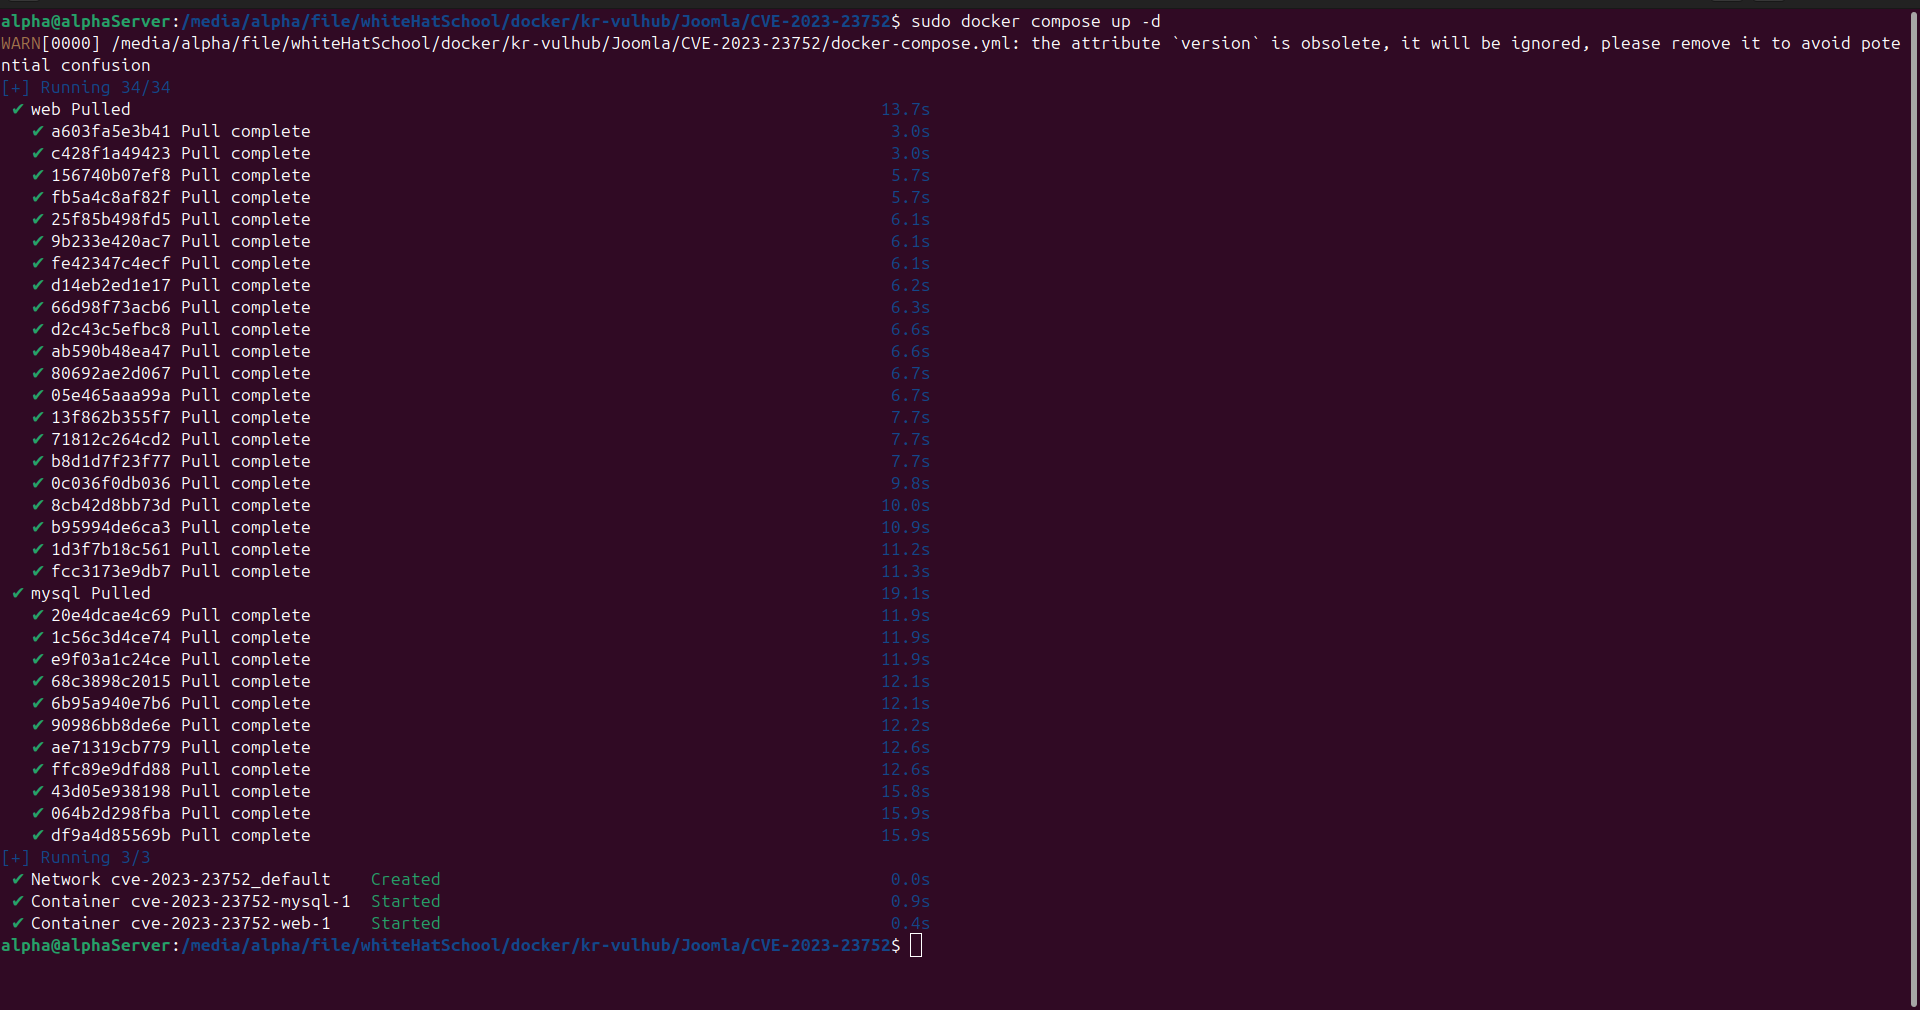 alpha@alphaServer:/media/alpha/file/whiteHatSchool/docker/kr-vulhub/Joomla/CVE-2023-23752$ sudo docker compose up -d
WARN[0000] /media/alpha/file/whiteHatSchool/docker/kr-vulhub/Joomla/CVE-2023-23752/docker-compose.yml: the attribute `version` is obsolete, it will be ignored, please remove it to avoid pote
ntial confusion
[+] Running 34/34
✔ web Pulled 13.7s
✔ a603fa5e3b41 Pull complete 3.0s
✔ c428f1a49423 Pull complete 3.0s
✔ 156740b07ef8 Pull complete 5.7s
✔ fb5a4c8af82f Pull complete 5.7s
✔ 25f85b498fd5 Pull complete 6.1s
✔ 9b233e420ac7 Pull complete 6.1s
✔ fe42347c4ecf Pull complete 6.1s
✔ d14eb2ed1e17 Pull complete 6.2s
✔ 66d98f73acb6 Pull complete 6.3s
✔ d2c43c5efbc8 Pull complete 6.6s
✔ ab590b48ea47 Pull complete 6.6s
✔ 80692ae2d067 Pull complete 6.7s
✔ 05e465aaa99a Pull complete 6.7s
✔ 13f862b355f7 Pull complete 7.7s
✔ 71812c264cd2 Pull complete 7.7s
✔ b8d1d7f23f77 Pull complete 7.7s
✔ 0c036f0db036 Pull complete 9.8s
✔ 8cb42d8bb73d Pull complete 10.0s
✔ b95994de6ca3 Pull complete 10.9s
✔ 1d3f7b18c561 Pull complete 11.2s
✔ fcc3173e9db7 Pull complete 11.3s
✔ mysql Pulled 19.1s
✔ 20e4dcae4c69 Pull complete 11.9s
✔ 1c56c3d4ce74 Pull complete 11.9s
✔ e9f03a1c24ce Pull complete 11.9s
✔ 68c3898c2015 Pull complete 12.1s
✔ 6b95a940e7b6 Pull complete 12.1s
✔ 90986bb8de6e Pull complete 12.2s
✔ ae71319cb779 Pull complete 12.6s
✔ ffc89e9dfd88 Pull complete 12.6s
✔ 43d05e938198 Pull complete 15.8s
✔ 064b2d298fba Pull complete 15.9s
✔ df9a4d85569b Pull complete 15.9s
[+] Running 3/3
✔ Network cve-2023-23752_default Created 0.0s
✔ Container cve-2023-23752-mysql-1 Started 0.9s
✔ Container cve-2023-23752-web-1 Started 0.4s
alpha@alphaServer:/media/alpha/file/whiteHatSchool/docker/kr-vulhub/Joomla/CVE-2023-23752$